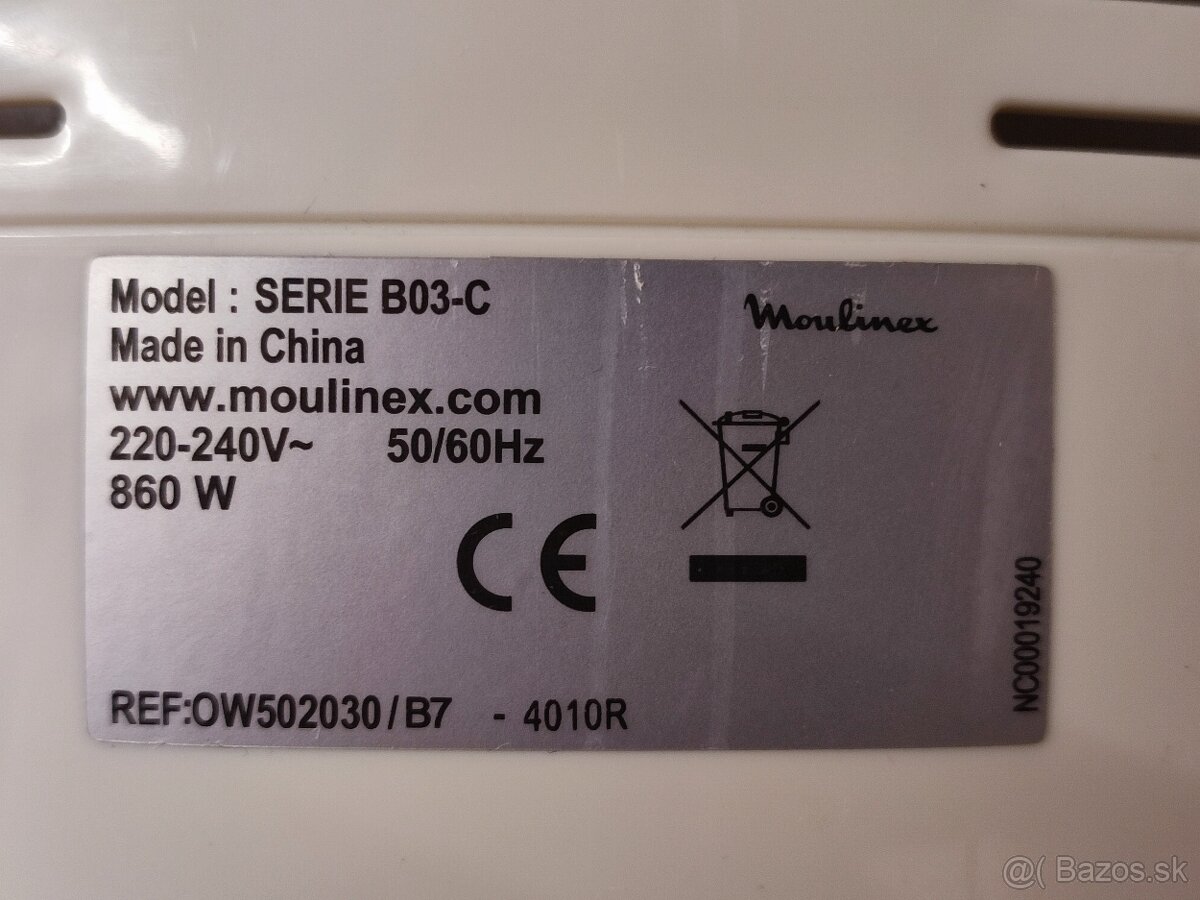 Model : SERIE B03-C
Made in China
www.moulinex.com
220-240V~ 50/60Hz
860 W
Moulinex
CE
REF:OW502030/B7 - 4010R
NC00019240
@( Bazos.sk